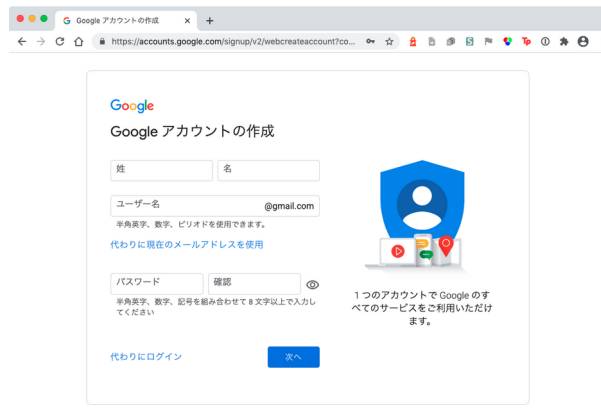 Google アカウントの作成
https://accounts.google.com/signup/v2/webcreateaccount?co...
Google
Google アカウントの作成
姓
名
ユーザー名
@gmail.com
半角英字、数字、ピリオドを使用できます。
代わりに現在のメールアドレスを使用
パスワード
確認
半角英字、数字、記号を組み合わせて 8 文字以上で入力し
てください
代わりにログイン
次へ
1 つのアカウントで Google のす
べてのサービスをご利用いただけ
ます。